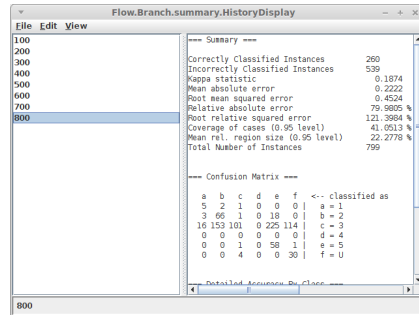 Flow.Branch.summary.HistoryDisplay
File Edit View
100
200
300
400
500
600
700
800
=== Summary ===
Correctly Classified Instances 260
Incorrectly Classified Instances 539
Kappa statistic 0.1874
Mean absolute error 0.2222
Root mean squared error 0.4524
Relative absolute error 79.9805 %
Root relative squared error 121.3984 %
Coverage of cases (0.95 level) 41.0513 %
Mean rel. region size (0.95 level) 22.2778 %
Total Number of Instances 799
=== Confusion Matrix ===
a b c d e f <-- classified as
5 2 1 0 0 0 | a = 1
3 66 1 0 18 0 | b = 2
16 153 101 0 225 114 | c = 3
0 0 0 0 0 0 | d = 4
0 0 1 0 58 1 | e = 5
0 0 4 0 0 30 | f = U
=== Detailed Accuracy By Class ===
800